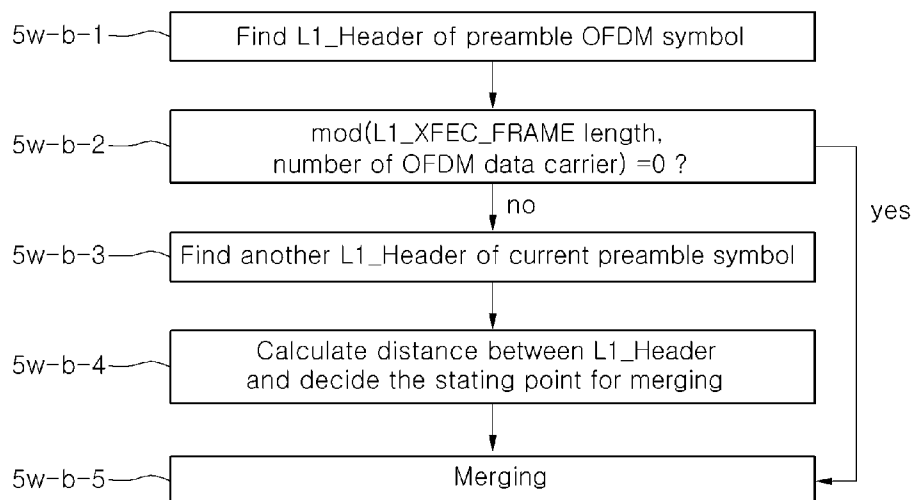 5w-b-1
Find L1_Header of preamble OFDM symbol
5w-b-2
mod(L1_XFEC_FRAME length,
number of OFDM data carrier) =0 ?
yes
no
5w-b-3
Find another L1_Header of current preamble symbol
5w-b-4
Calculate distance between L1_Header
and decide the stating point for merging
5w-b-5
Merging